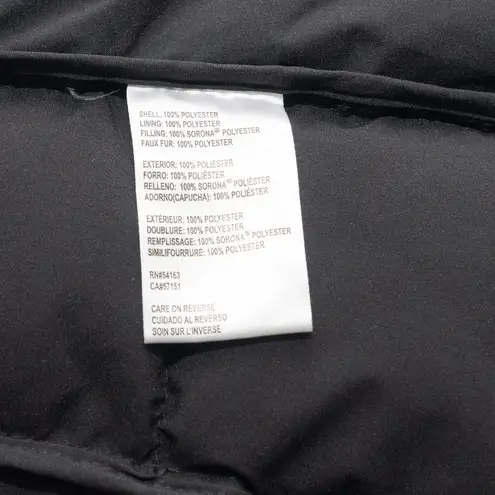 SHELL: 100% POLYESTER
LINING: 100% POLYESTER
FILLING: 100% SORONA® POLYESTER
FAUX FUR: 100% POLYESTER
EXTERIOR: 100% POLIÉSTER
FORRO: 100% POLIÉSTER
RELLENO: 100% SORONA® POLIÉSTER
ADORNO(CAPUCHA): 100% POLIÉSTER
EXTÉRIEUR: 100% POLYESTER
DOUBLURE: 100% POLYESTER
REMPLISSAGE: 100% SORONA® POLYESTER
SIMILIFOURRURE: 100% POLYESTER
RN#54163
CA#57151
CARE ON REVERSE
CUIDADO AL REVERSO
SOIN SUR L'INVERSE